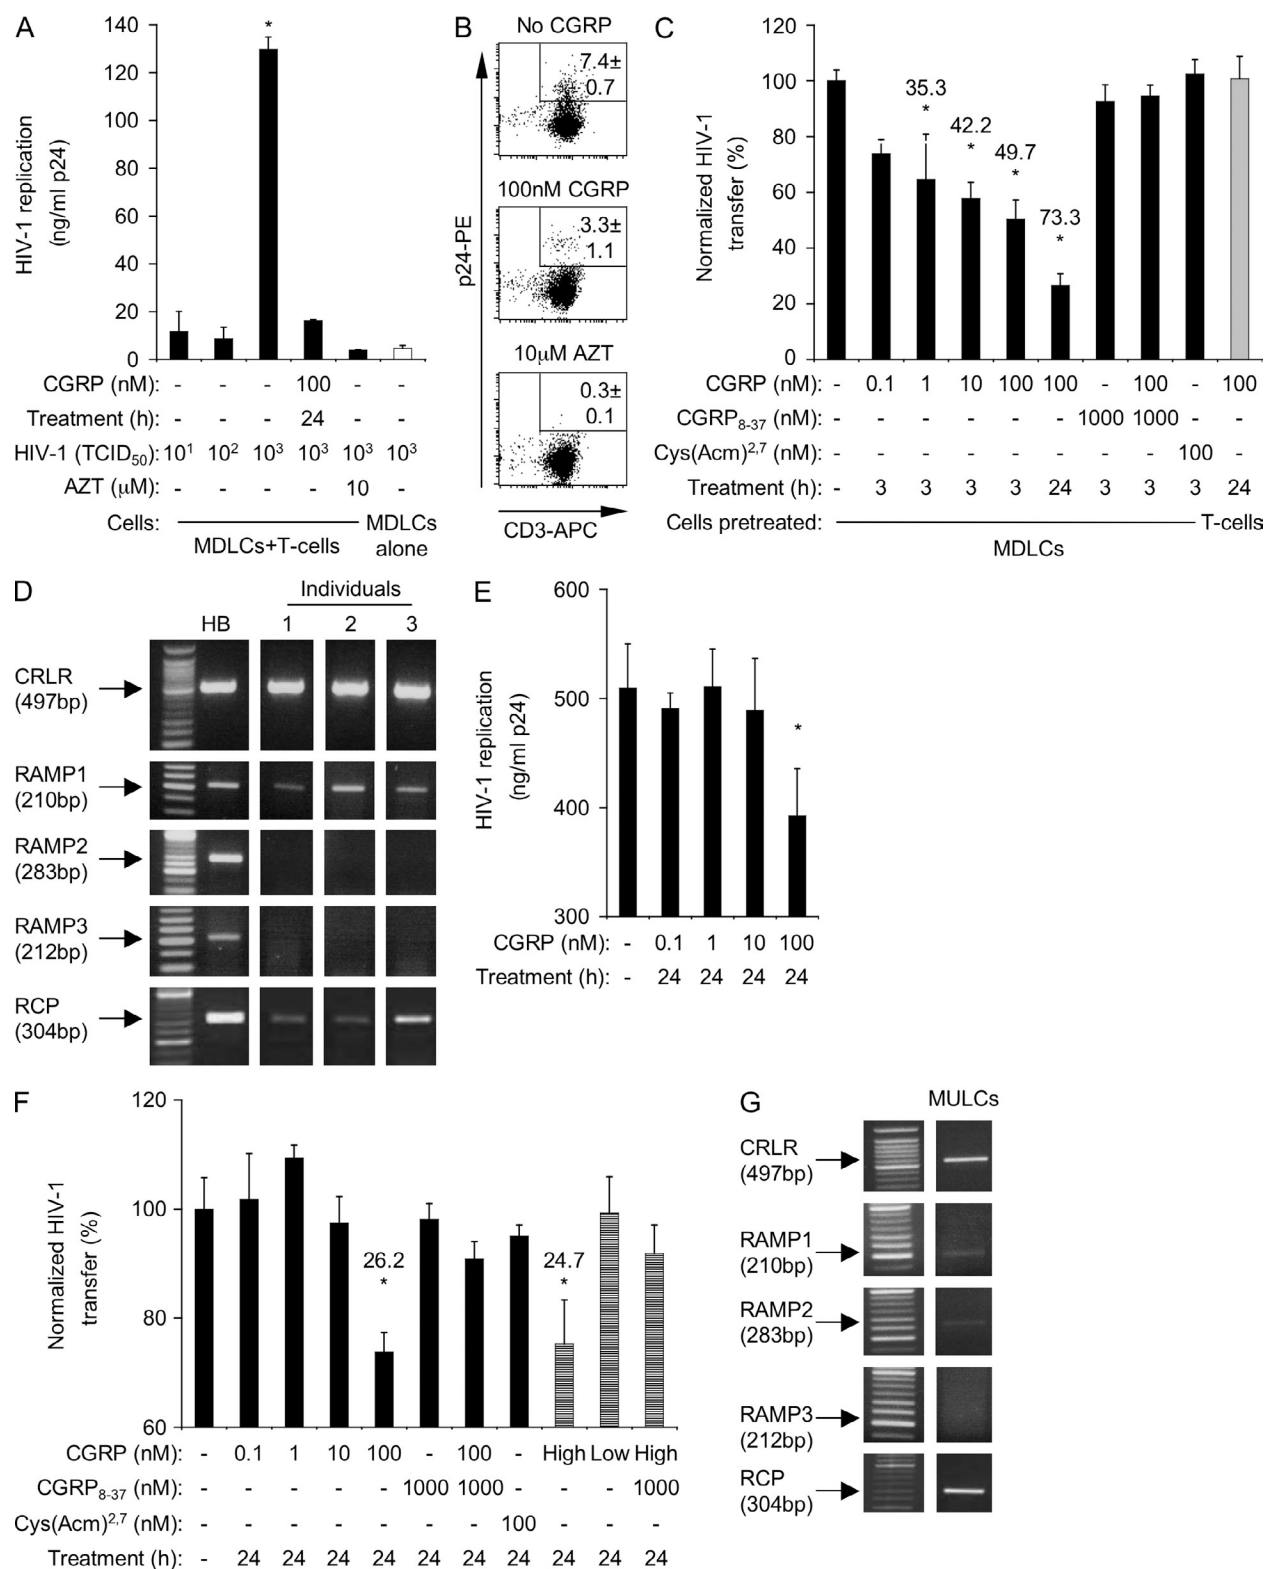 A
HIV-1 replication
(ng/ml p24)
140
120
100
80
60
40
20
0
*
CGRP (nM): - - - 100 - -
Treatment (h): - - - 24 - -
HIV-1 (TCID50): 10¹ 10² 10³ 10³ 10³ 10³
AZT (μM): - - - - 10 -
Cells:
MDLCs+T-cells
MDLCs
alone
B
No CGRP
7.4±
0.7
100nM CGRP
3.3±
1.1
10μM AZT
0.3±
0.1
p24-PE
CD3-APC
C
Normalized HIV-1
transfer (%)
120
100
80
60
40
20
0
35.3
*
42.2
*
49.7
*
73.3
*
CGRP (nM): - 0.1 1 10 100 100 - 100 - 100
CGRP8-37 (nM): - - - - - - 1000 1000 - -
Cys(Acm)2,7 (nM): - - - - - - - - 100 -
Treatment (h): - 3 3 3 3 24 3 3 3 24
Cells pretreated:
MDLCs
T-cells
D
Individuals
HB 1 2 3
CRLR
(497bp)
RAMP1
(210bp)
RAMP2
(283bp)
RAMP3
(212bp)
RCP
(304bp)
E
HIV-1 replication
(ng/ml p24)
600
500
400
300
*
CGRP (nM): - 0.1 1 10 100
Treatment (h): - 24 24 24 24
F
Normalized HIV-1
transfer (%)
120
100
80
60
26.2
*
24.7
*
CGRP (nM): - 0.1 1 10 100 - 100 - High Low High
CGRP8-37 (nM): - - - - - 1000 1000 - - - 1000
Cys(Acm)2,7 (nM): - - - - - - - 100 - - -
Treatment (h): - 24 24 24 24 24 24 24 24 24 24
G
MULCs
CRLR
(497bp)
RAMP1
(210bp)
RAMP2
(283bp)
RAMP3
(212bp)
RCP
(304bp)